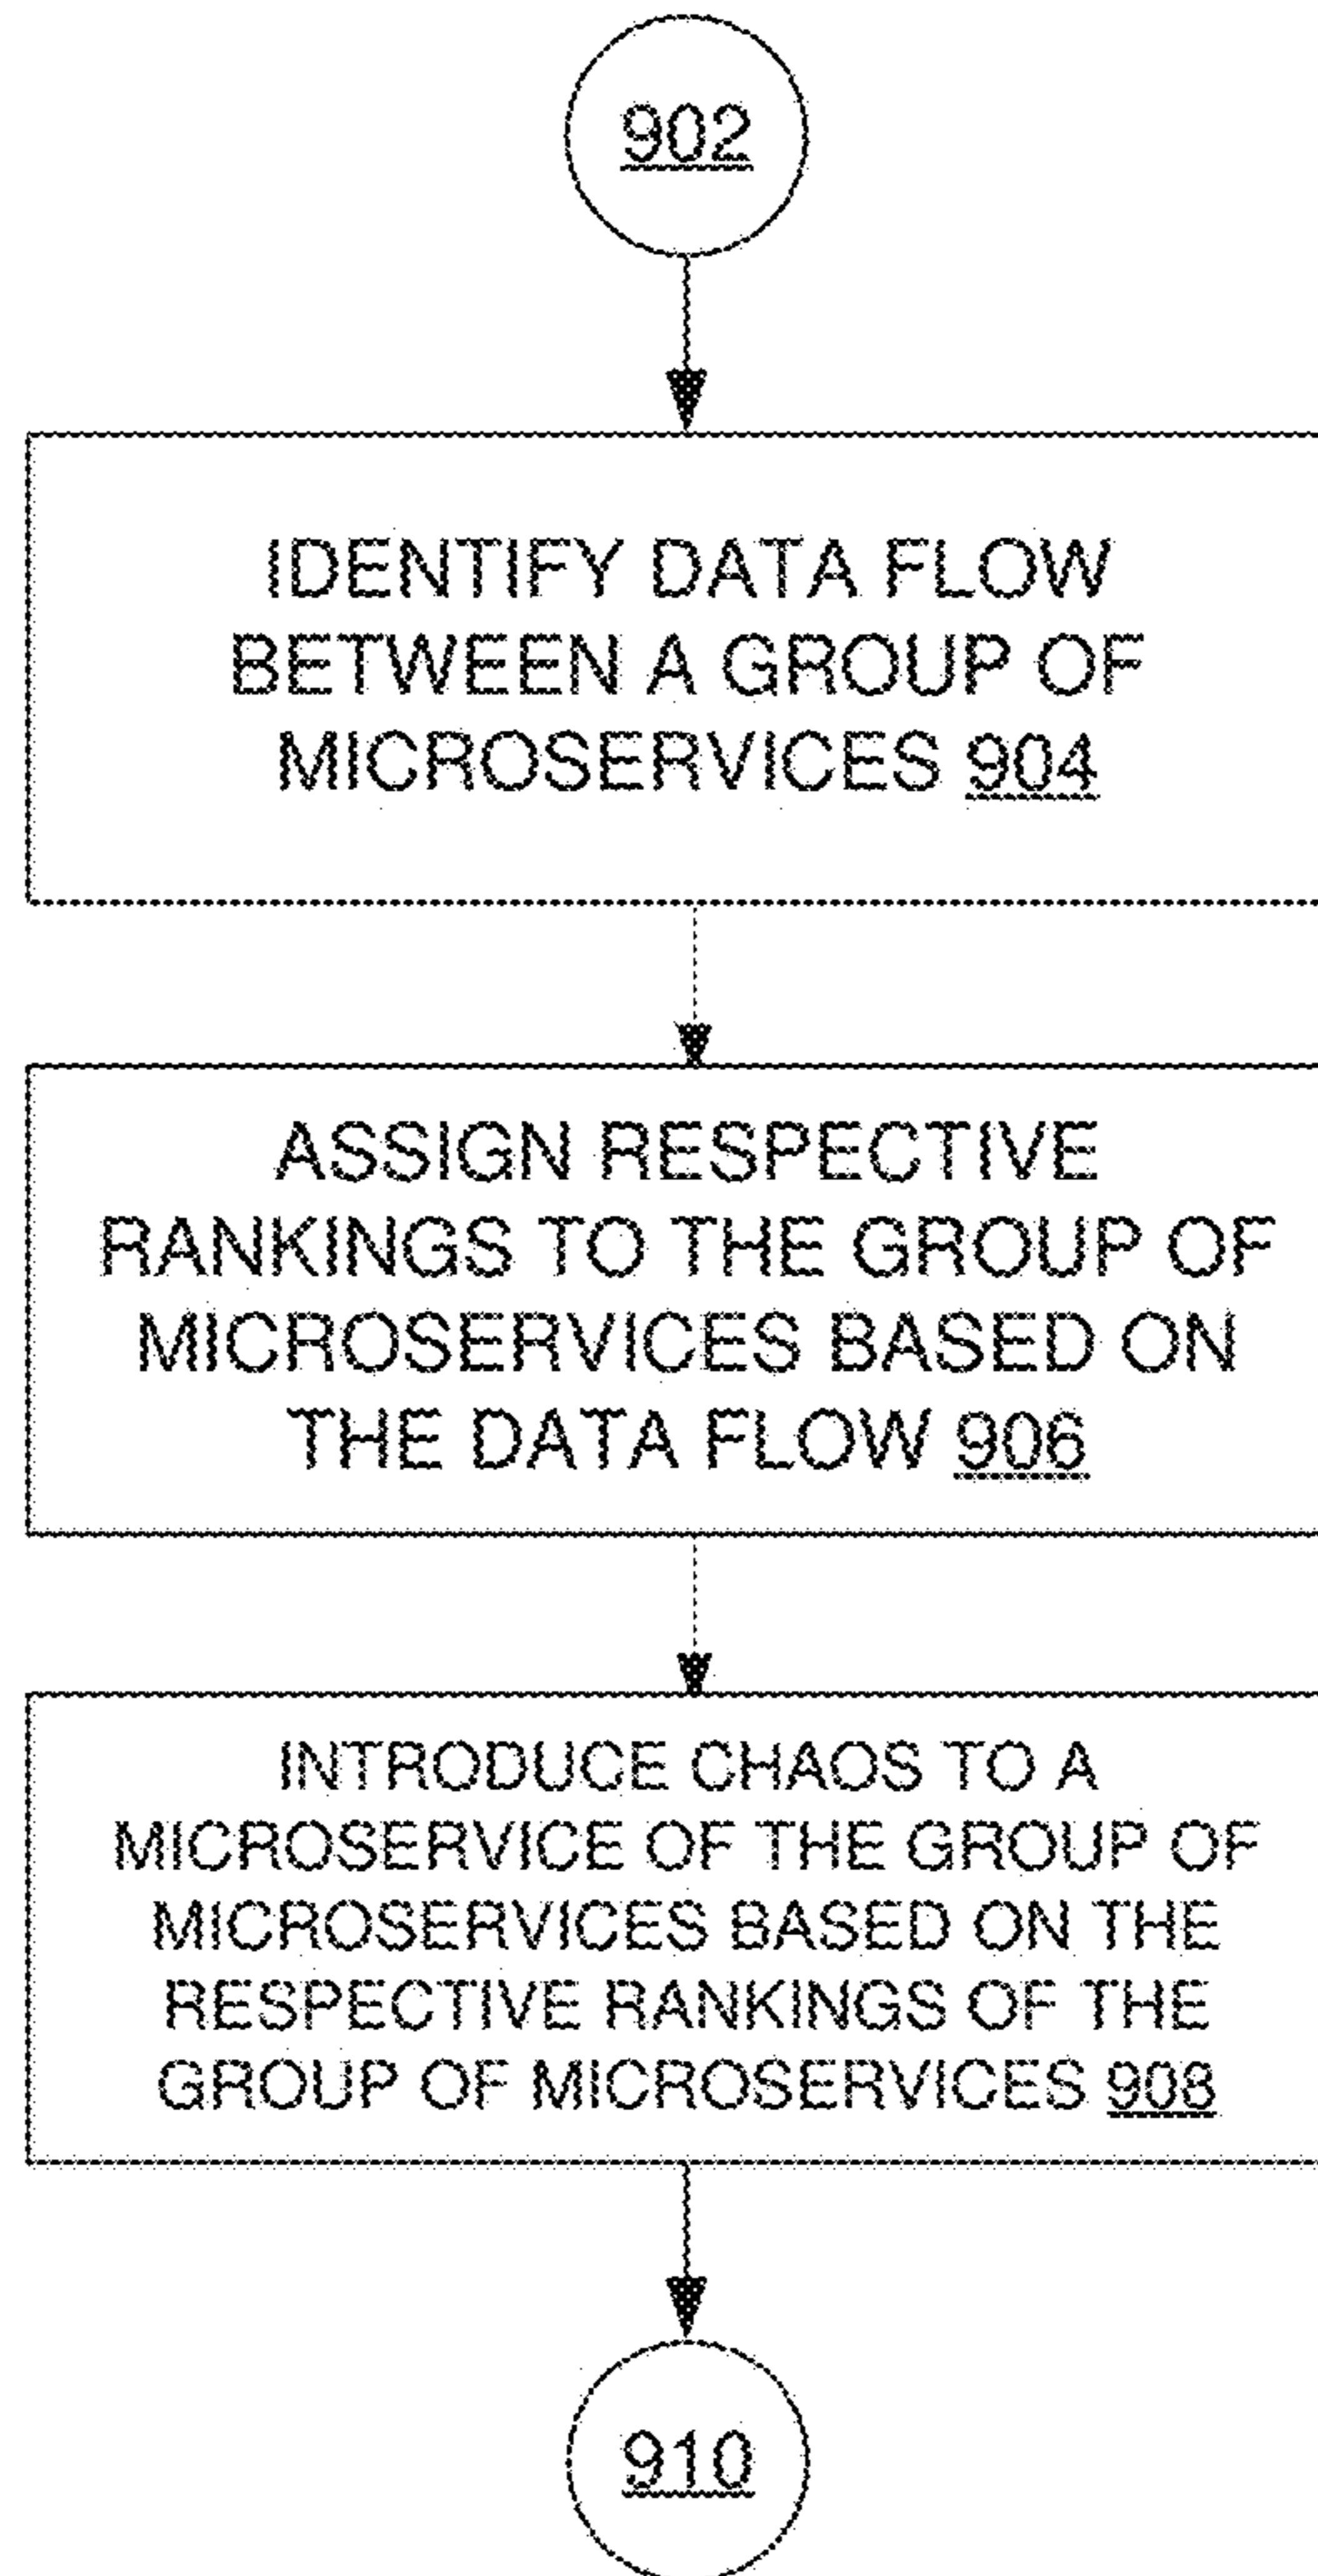 902
IDENTIFY DATA FLOW
BETWEEN A GROUP OF
MICROSERVICES 904
ASSIGN RESPECTIVE
RANKINGS TO THE GROUP OF
MICROSERVICES BASED ON
THE DATA FLOW 906
INTRODUCE CHAOS TO A
MICROSERVICE OF THE GROUP OF
MICROSERVICES BASED ON THE
RESPECTIVE RANKINGS OF THE
GROUP OF MICROSERVICES 908
910